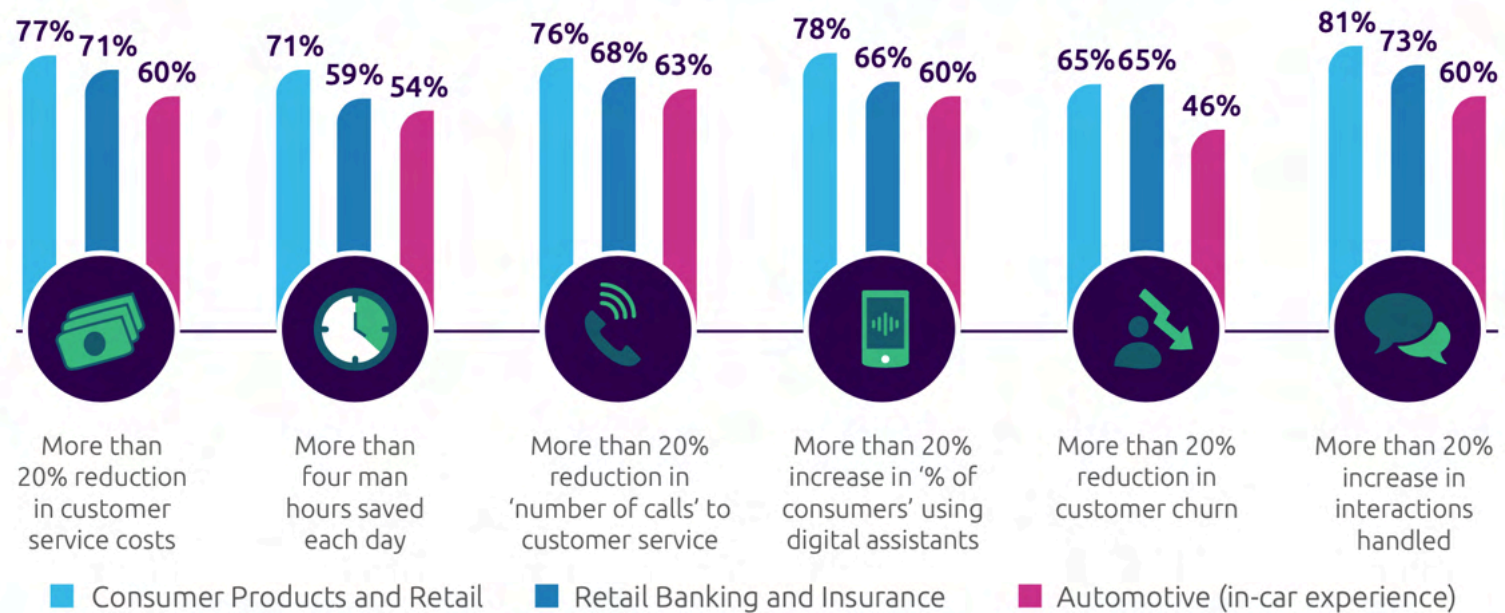 77% 71% 60%
71% 59% 54%
76% 68% 63%
78% 66% 60%
65% 65% 46%
81% 73% 60%
More than
20% reduction
in customer
service costs
More than
four man
hours saved
each day
More than 20%
reduction in
‘number of calls’ to
customer service
More than 20%
increase in ‘% of
consumers’ using
digital assistants
More than 20%
reduction in
customer churn
More than 20%
increase in
interactions
handled
Consumer Products and Retail
Retail Banking and Insurance
Automotive (in-car experience)